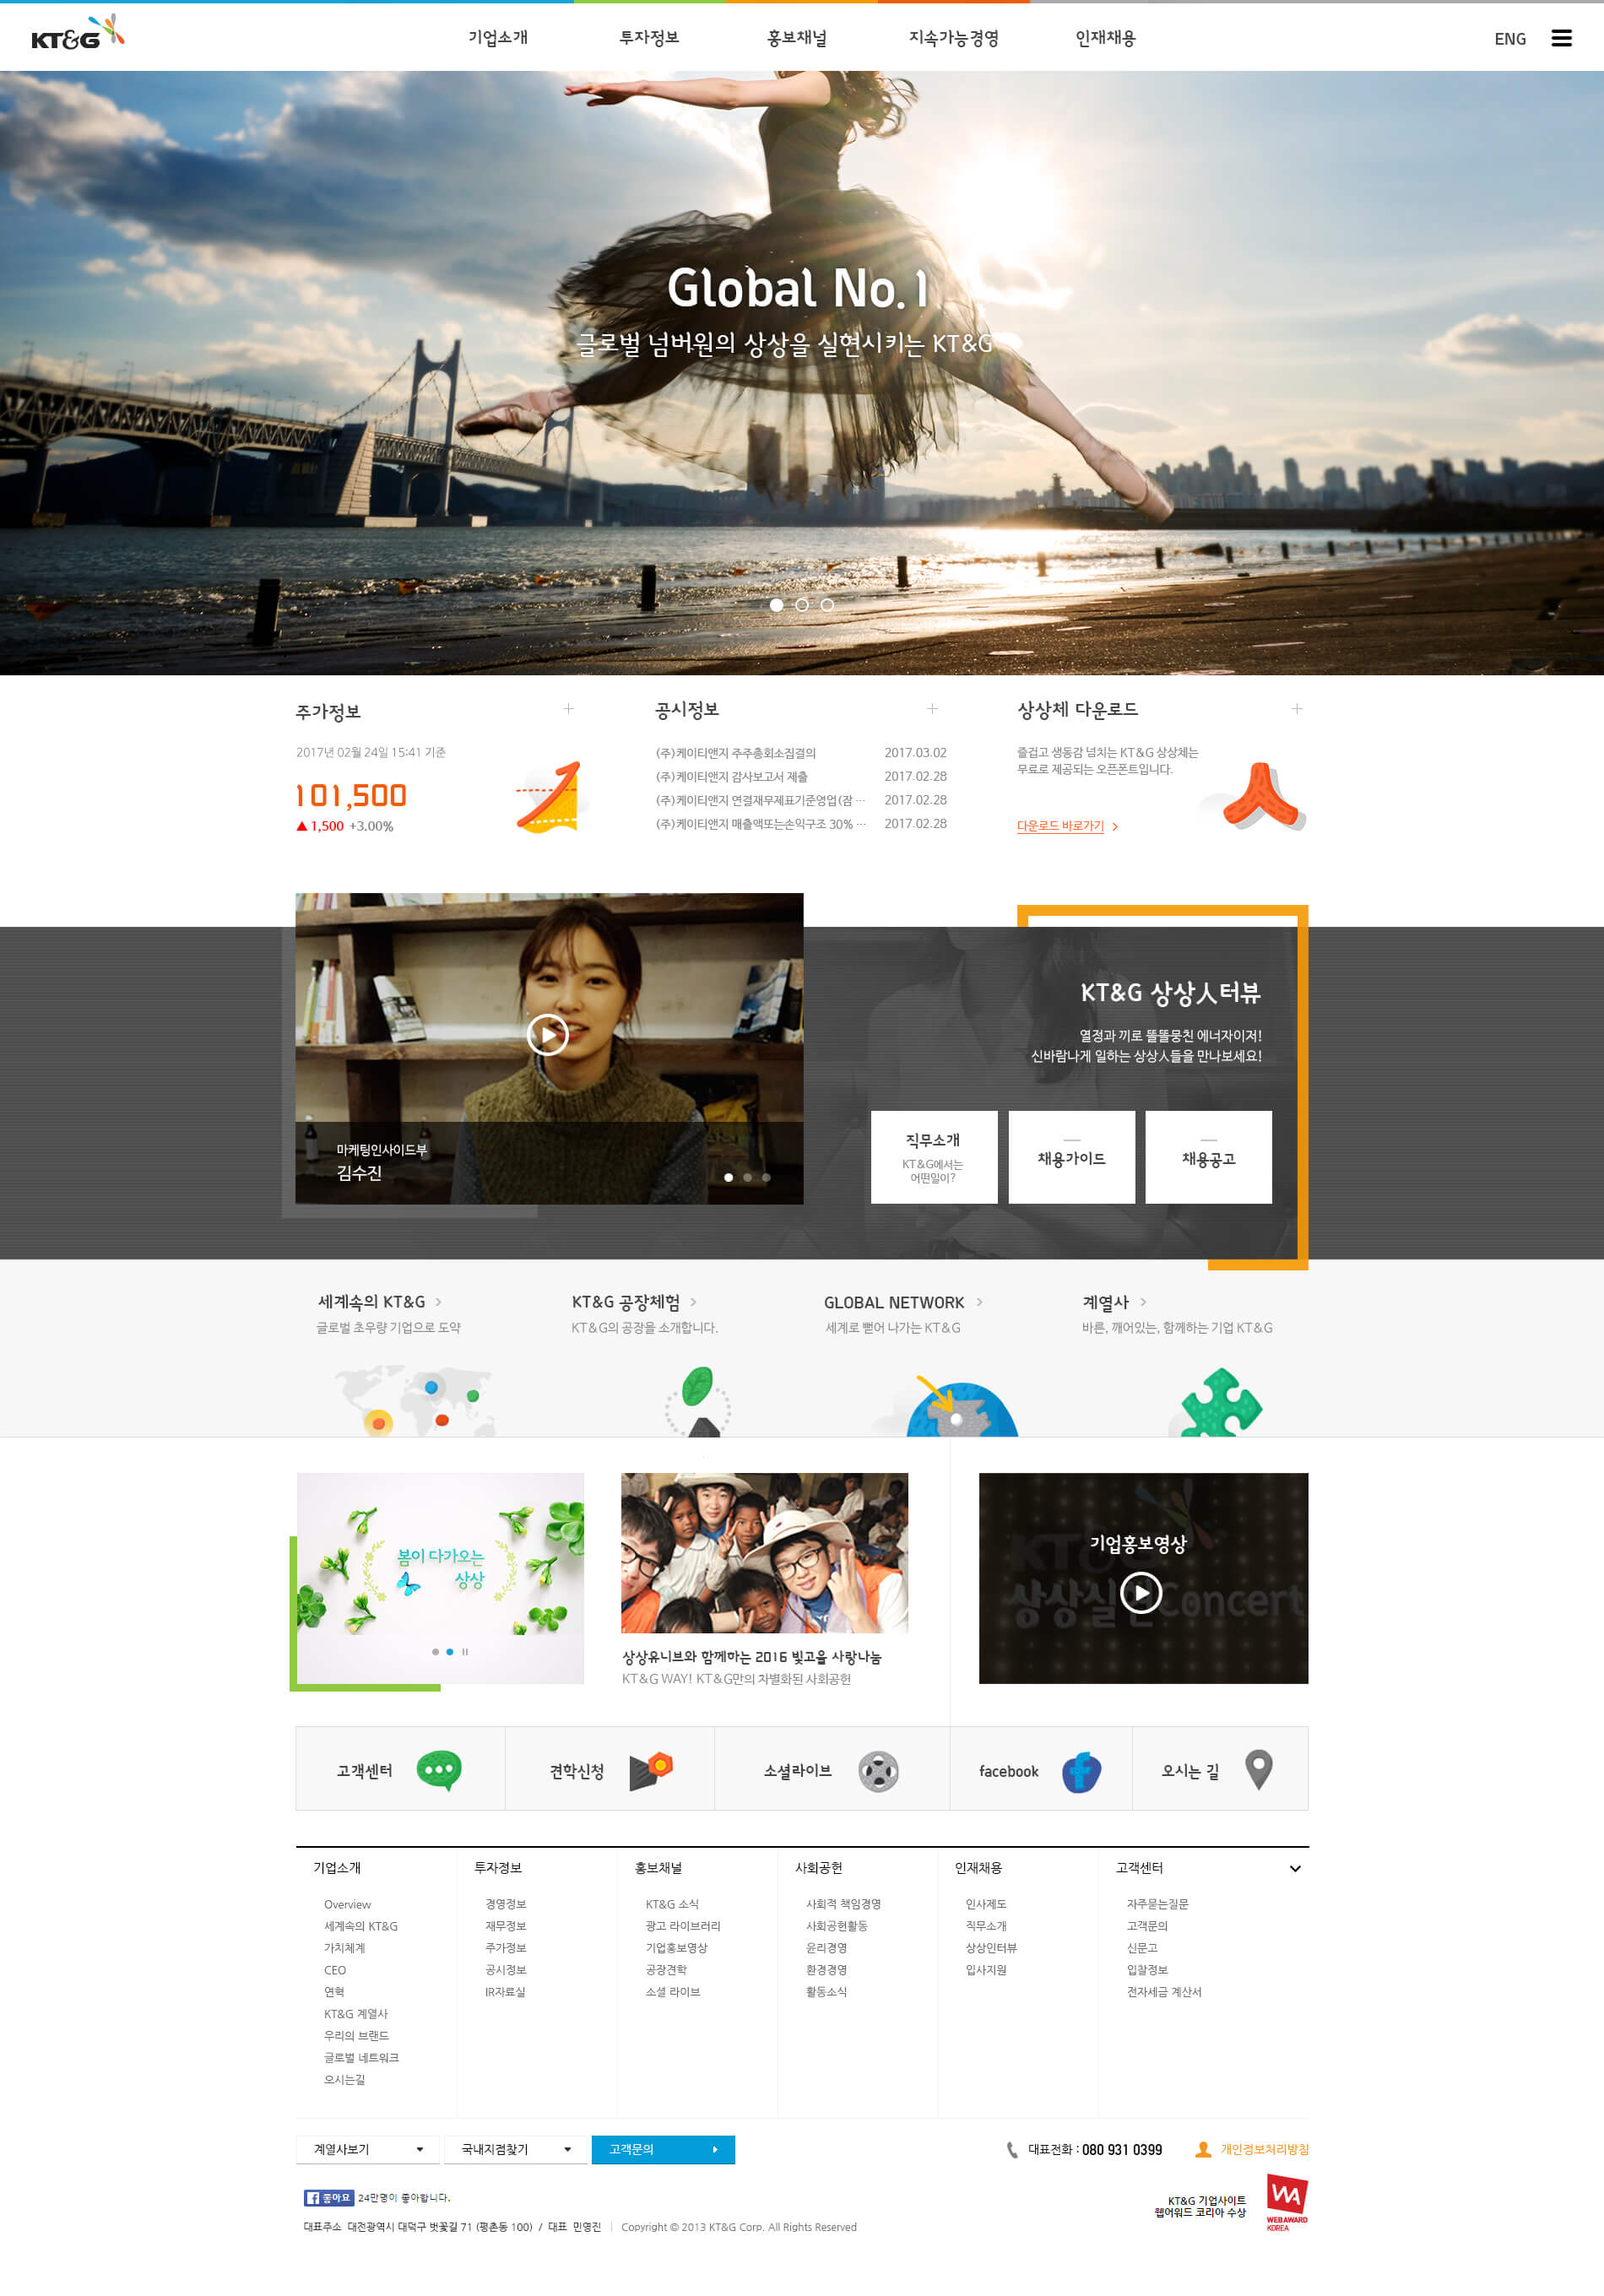 KT&G
기업소개
투자정보
홍보채널
지속가능경영
인재채용
ENG
Global No.1
글로벌 넘버원의 상상을 실현시키는 KT&G
주가정보
2017년 02월 24일 15:41 기준
101,500
▲ 1,500 +3.00%
공시정보
(주)케이티앤지 주주총회소집결의 2017.03.02
(주)케이티앤지 감사보고서 제출 2017.02.28
(주)케이티앤지 연결재무제표기준영업(잠 … 2017.02.28
(주)케이티앤지 매출액또는손익구조 30% … 2017.02.28
상상체 다운로드
즐겁고 생동감 넘치는 KT&G 상상체는
무료로 제공되는 오픈폰트입니다.
다운로드 바로가기
마케팅인사이드부
김수진
KT&G 상상人터뷰
열정과 끼로 똘똘뭉친 에너자이저!
신바람나게 일하는 상상人들을 만나보세요!
직무소개
KT&G에서는
어떤일이?
채용가이드
채용공고
세계속의 KT&G
글로벌 초우량 기업으로 도약
KT&G 공장체험
KT&G의 공장을 소개합니다.
GLOBAL NETWORK
세계로 뻗어 나가는 KT&G
계열사
바른, 깨어있는, 함께하는 기업 KT&G
봄이 다가오는
상상
상상유니브와 함께하는 2016 빛고을 사랑나눔
KT&G WAY! KT&G만의 차별화된 사회공헌
기업홍보영상
KT&G
상상실현Concert
고객센터
견학신청
소셜라이브
facebook
오시는 길
기업소개
Overview
세계속의 KT&G
가치체계
CEO
연혁
KT&G 계열사
우리의 브랜드
글로벌 네트워크
오시는길
투자정보
경영정보
재무정보
주가정보
공시정보
IR자료실
홍보채널
KT&G 소식
광고 라이브러리
기업홍보영상
공장견학
소셜 라이브
사회공헌
사회적 책임경영
사회공헌활동
윤리경영
환경경영
활동소식
인재채용
인사제도
직무소개
상상인터뷰
입사지원
고객센터
자주묻는질문
고객문의
신문고
입찰정보
전자세금 계산서
계열사보기
국내지점찾기
고객문의
대표전화 : 080 931 0399
개인정보처리방침
좋아요 24만명이 좋아합니다.
KT&G 기업사이트
웹어워드 코리아 수상
WA
WEB AWARD
KOREA
대표주소 대전광역시 대덕구 벚꽃길 71 (평촌동 100) / 대표 민영진 | Copyright © 2013 KT&G Corp. All Rights Reserved